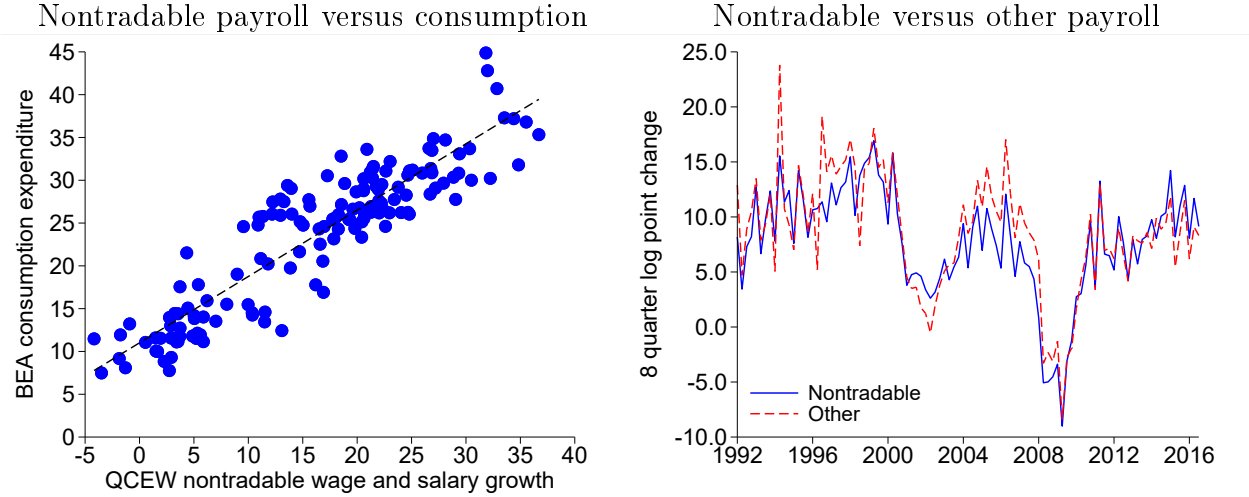 Nontradable payroll versus consumption
45
40
35
30
25
20
15
10
5
0
-5 0 5 10 15 20 25 30 35 40
BEA consumption expenditure
QCEW nontradable wage and salary growth
Nontradable versus other payroll
25.0
20.0
15.0
10.0
5.0
0.0
-5.0
-10.0
1992 1996 2000 2004 2008 2012 2016
8 quarter log point change
Nontradable
Other